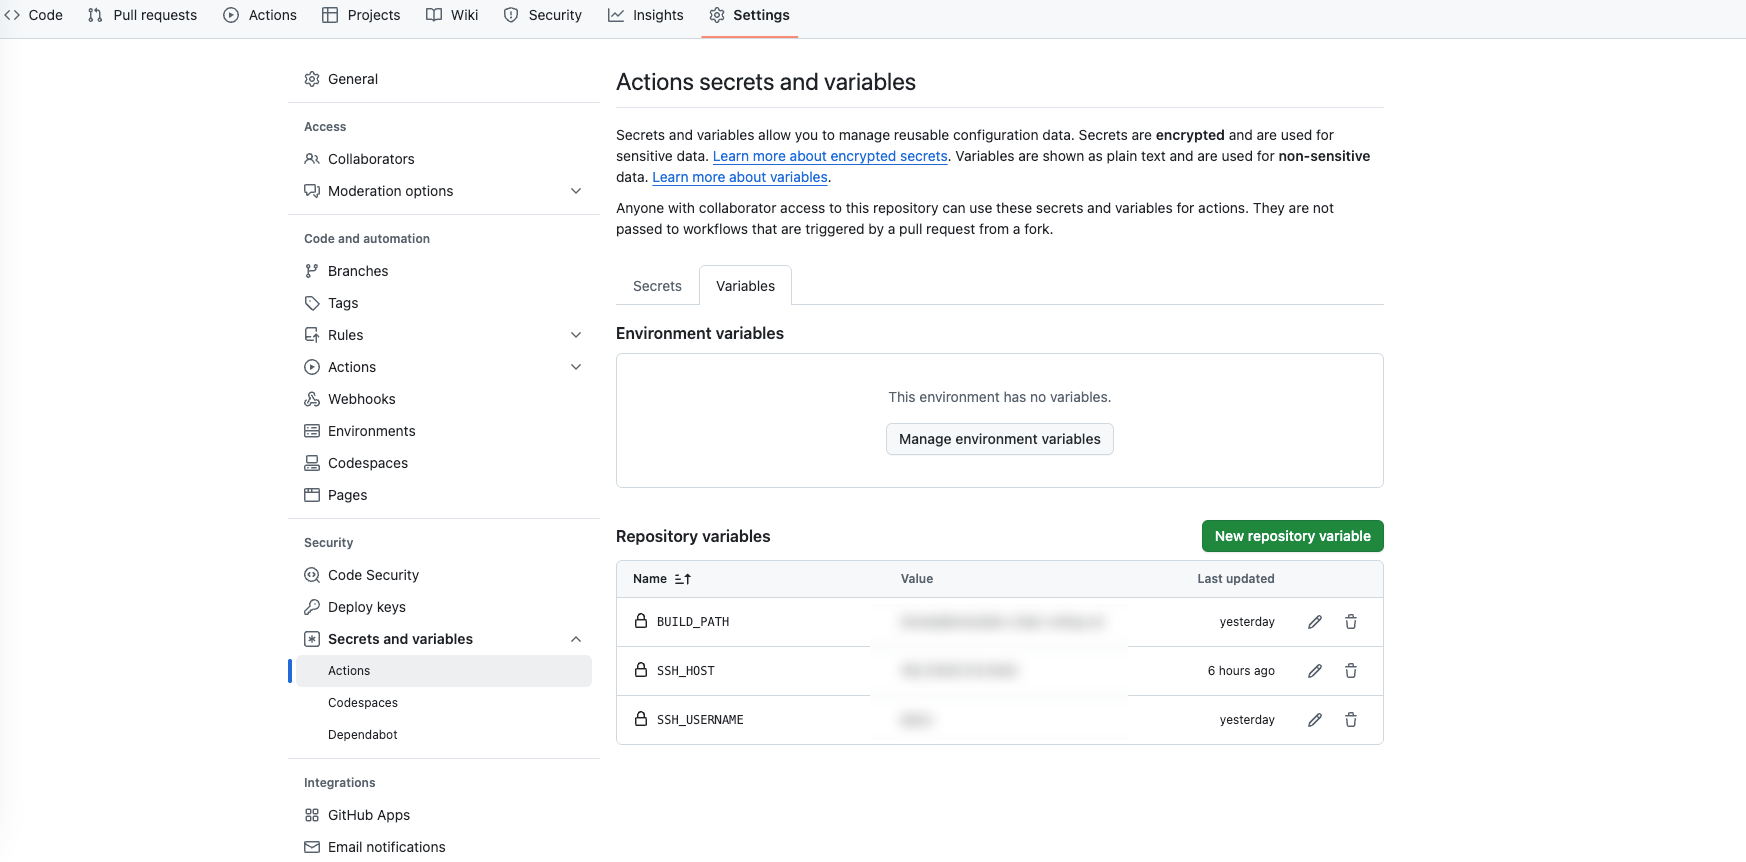 Code Pull requests Actions Projects Wiki Security Insights Settings
General
Access
Collaborators
Moderation options
Code and automation
Branches
Tags
Rules
Actions
Webhooks
Environments
Codespaces
Pages
Security
Code Security
Deploy keys
Secrets and variables
Actions
Codespaces
Dependabot
Integrations
GitHub Apps
Email notifications
Actions secrets and variables
Secrets and variables allow you to manage reusable configuration data. Secrets are encrypted and are used for
sensitive data. Learn more about encrypted secrets. Variables are shown as plain text and are used for non-sensitive
data. Learn more about variables.
Anyone with collaborator access to this repository can use these secrets and variables for actions. They are not
passed to workflows that are triggered by a pull request from a fork.
Secrets Variables
Environment variables
This environment has no variables.
Manage environment variables
Repository variables New repository variable
Name Value Last updated
BUILD_PATH yesterday
SSH_HOST 6 hours ago
SSH_USERNAME yesterday